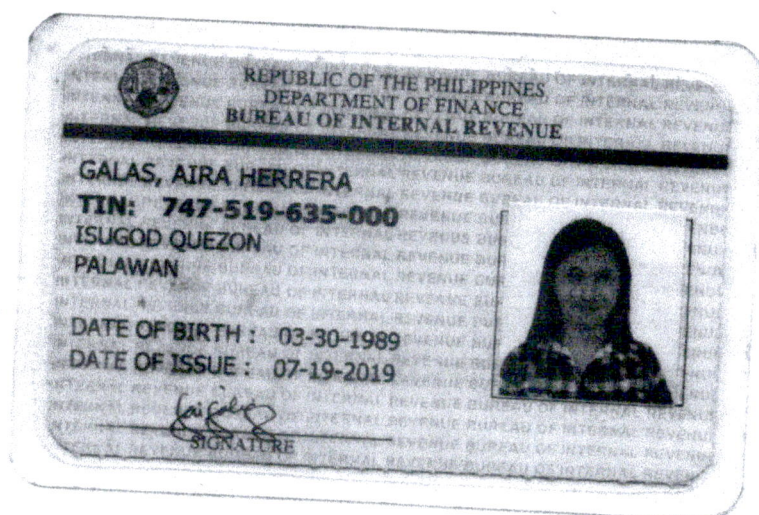 REPUBLIC OF THE PHILIPPINES
DEPARTMENT OF FINANCE
BUREAU OF INTERNAL REVENUE
GALAS, AIRA HERRERA
TIN: 747-519-635-000
ISUGOD QUEZON
PALAWAN
DATE OF BIRTH : 03-30-1989
DATE OF ISSUE : 07-19-2019
SIGNATURE